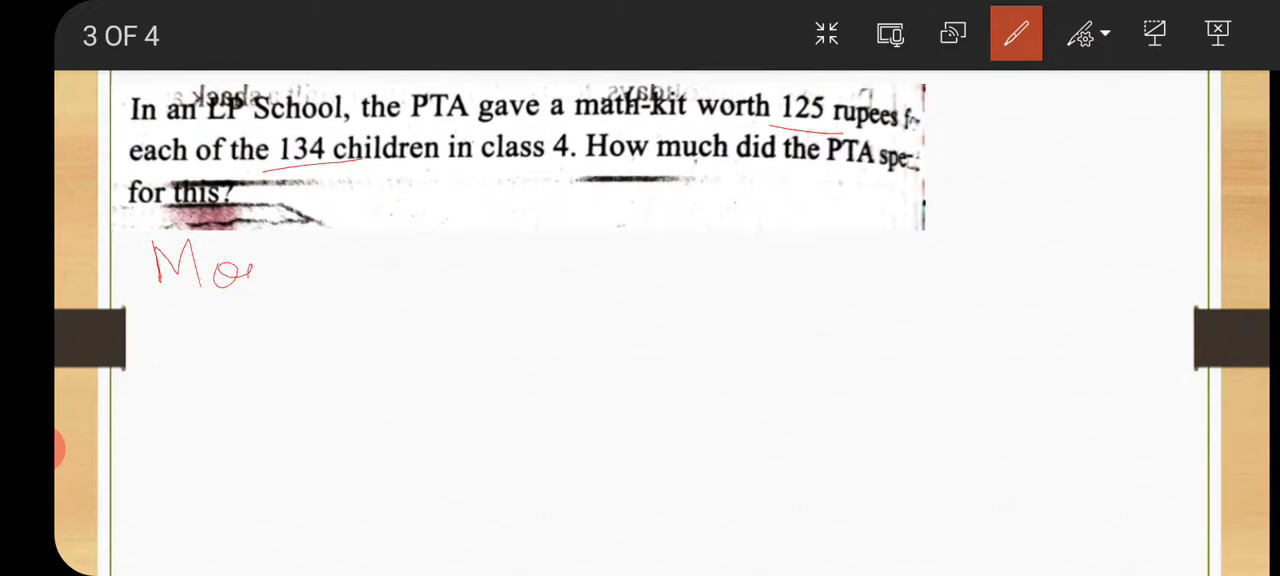 3 OF 4
In an LP School, the PTA gave a math-kit worth 125 rupees
each of the 134 children in class 4. How much did the PTA
for this?